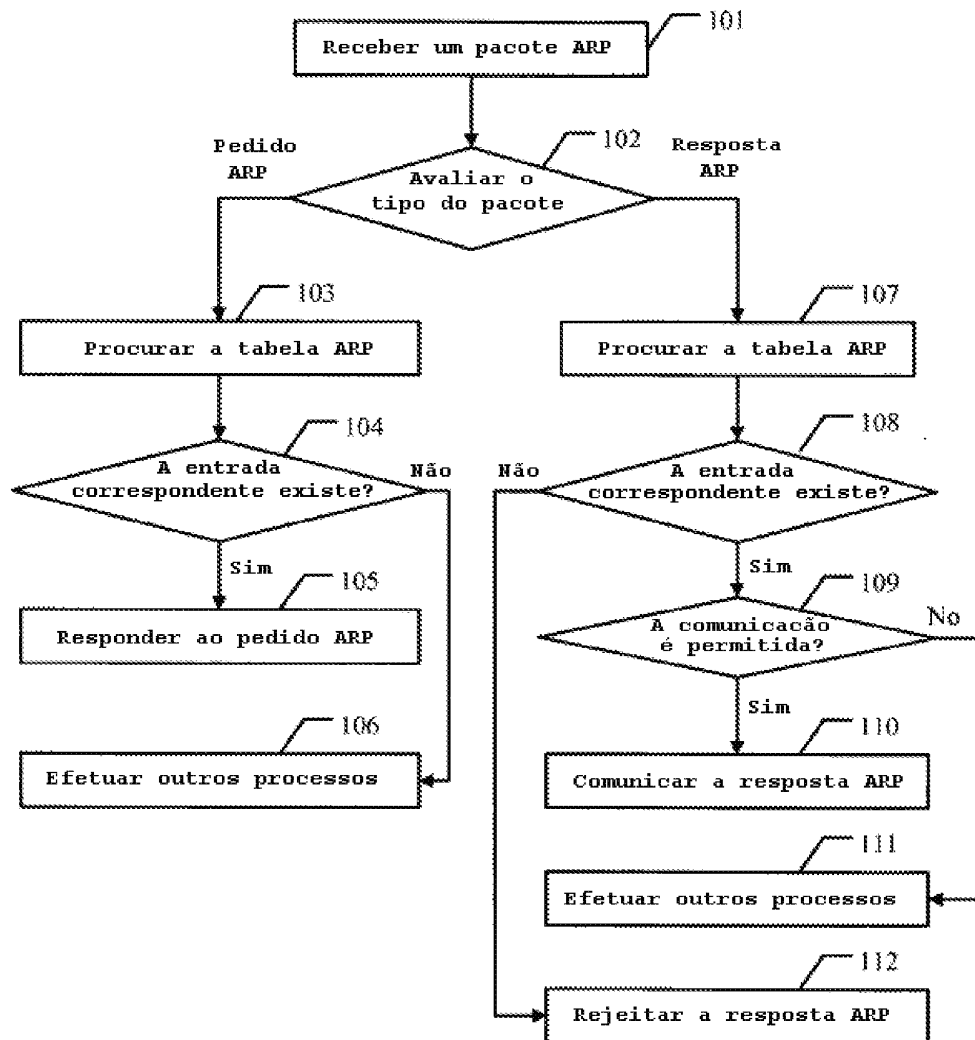 101
Receber um pacote ARP
102
Pedido
ARP
Resposta
ARP
Avaliar o
tipo do pacote
103
Procurar a tabela ARP
107
Procurar a tabela ARP
104
A entrada
correspondente existe?
Não
108
Não
A entrada
correspondente existe?
Sim
Sim
105
Responder ao pedido ARP
109
A comunicacão
é permitida?
No
Sim
106
Efetuar outros processos
110
Comunicar a resposta ARP
111
Efetuar outros processos
112
Rejeitar a resposta ARP